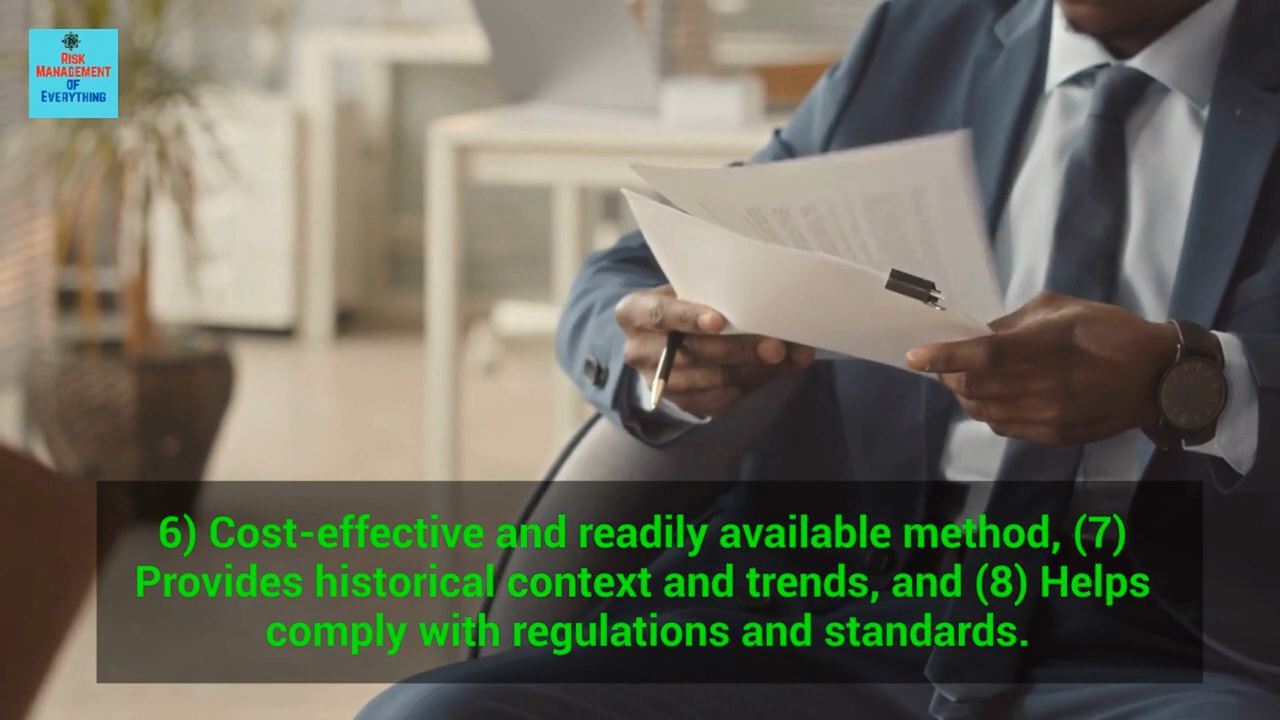 RISK
MANAGEMENT
OF
EVERYTHING
6) Cost-effective and readily available method, (7)
Provides historical context and trends, and (8) Helps
comply with regulations and standards.